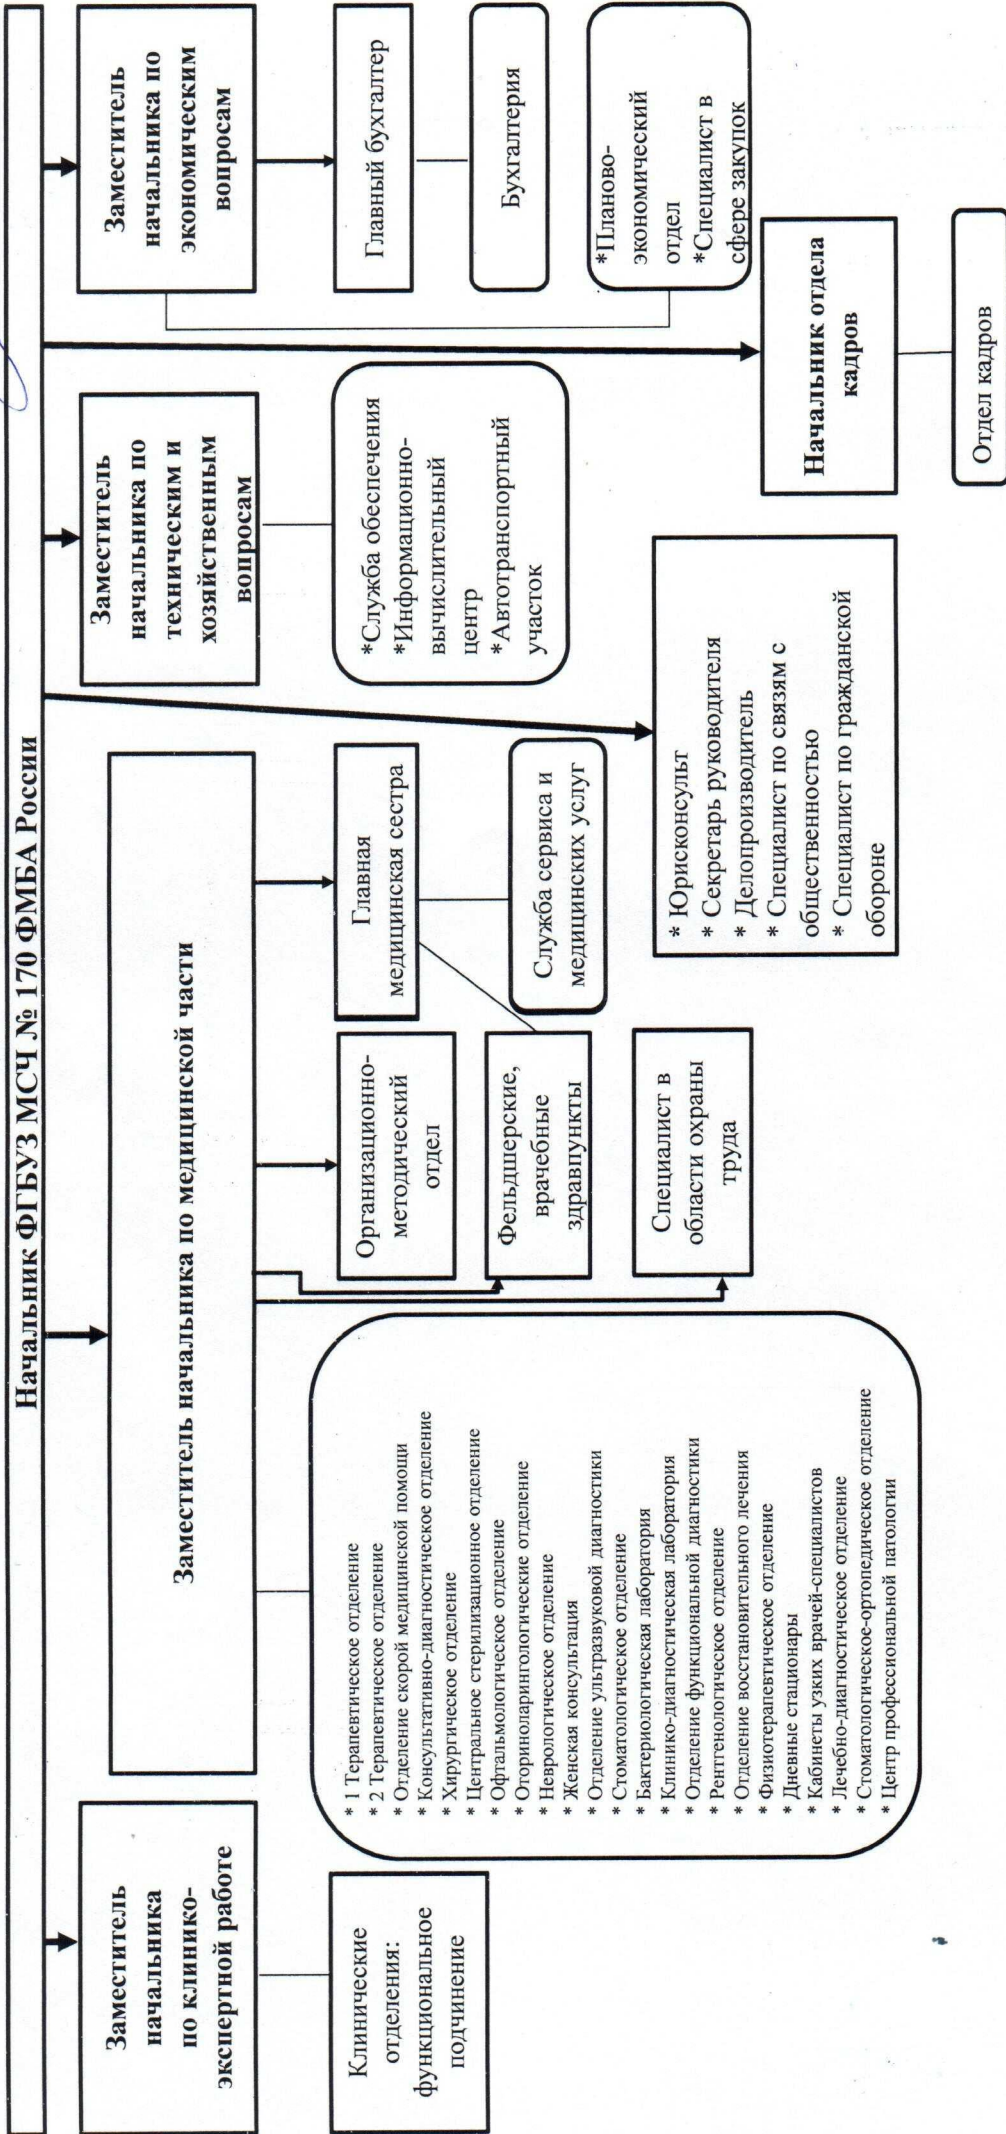 Начальник ФГБУЗ МСЧ № 170 ФМБА России
Заместитель
начальника
по клинико-
экспертной работе
Клинические
отделения:
функциональное
подчинение
Заместитель начальника по медицинской части
* 1 Терапевтическое отделение
* 2 Терапевтическое отделение
* Отделение скорой медицинской помощи
* Консультативно-диагностическое отделение
* Хирургическое отделение
* Центральное стерилизационное отделение
* Офтальмологическое отделение
* Оториноларингологические отделение
* Неврологическое отделение
* Женская консультация
* Отделение ультразвуковой диагностики
* Стоматологическое отделение
* Бактериологическая лаборатория
* Клинико-диагностическая лаборатория
* Отделение функциональной диагностики
* Рентгенологическое отделение
* Отделение восстановительного лечения
* Физиотерапевтическое отделение
* Дневные стационары
* Кабинеты узких врачей-специалистов
* Лечебно-диагностическое отделение
* Стоматологическое-ортопедическое отделение
* Центр профессиональной патологии
Организационно-
методический
отдел
Фельдшерские,
врачебные
здравпункты
Специалист в
области охраны
труда
Главная
медицинская сестра
Служба сервиса и
медицинских услуг
* Юрисконсульт
* Секретарь руководителя
* Делопроизводитель
* Специалист по связям с
общественностью
* Специалист по гражданской
обороне
Заместитель
начальника по
техническим и
хозяйственным
вопросам
*Служба обеспечения
*Информационно-
вычислительный
центр
*Автотранспортный
участок
Начальник отдела
кадров
Отдел кадров
Заместитель
начальника по
экономическим
вопросам
Главный бухгалтер
Бухгалтерия
*Планово-
экономический
отдел
*Специалист в
сфере закупок